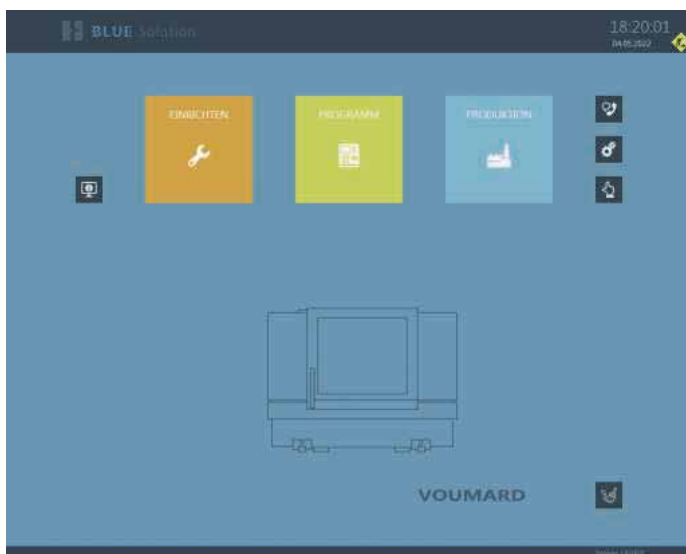 BLUE Solution
18:20:01
04.05.2022
EINRICHTEN
PROGRAMM
PRODUKTION
VOUMARD